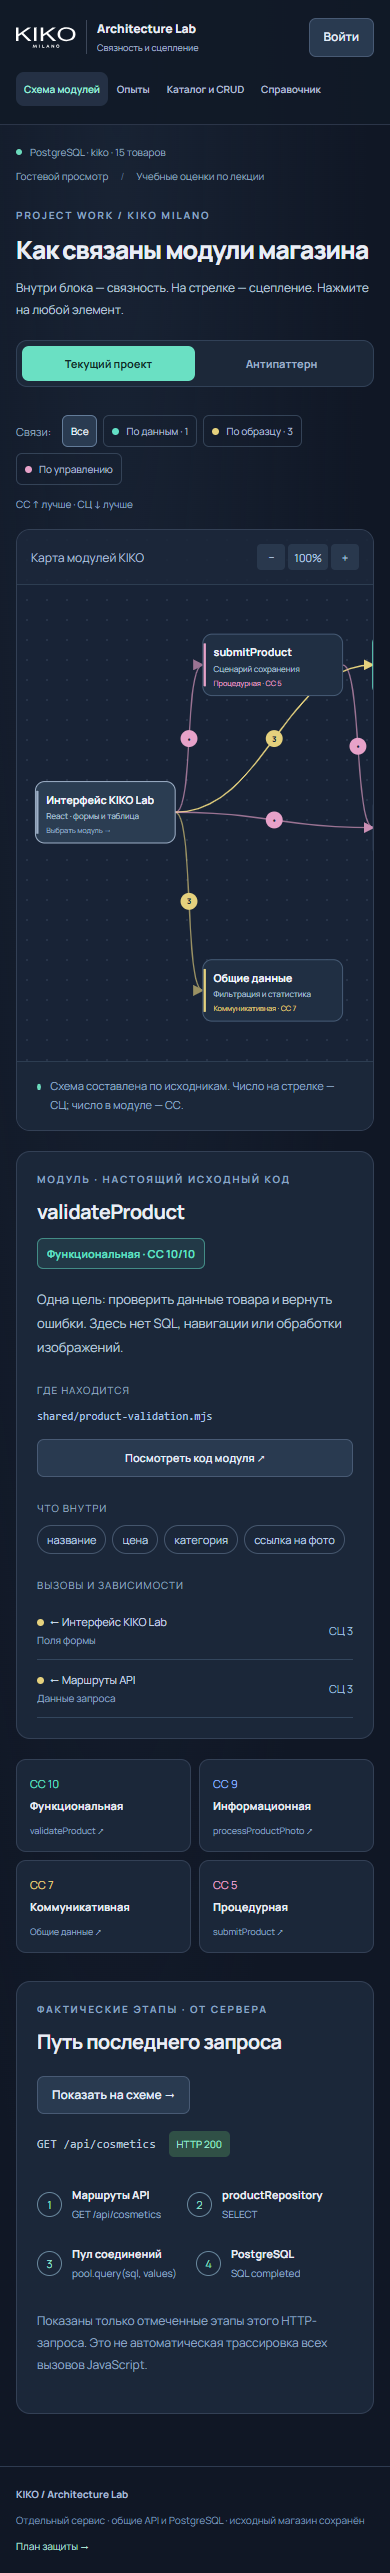 KIKO
MILANO
Architecture Lab
Связность и сцепление
Войти
Схема модулей
Опыты
Каталог и CRUD
Справочник
PostgreSQL · kiko · 15 товаров
Гостевой просмотр / Учебные оценки по лекции
PROJECT WORK / KIKO MILANO
Как связаны модули магазина
Внутри блока — связность. На стрелке — сцепление. Нажмите
на любой элемент.
Текущий проект
Антипаттерн
Связи:
Все
По данным · 1
По образцу · 3
По управлению
СС ↑ лучше · СЦ ↓ лучше
Карта модулей KIKO
−
100%
+
submitProduct
Сценарий сохранения
Процедурная · СС 5
3
Интерфейс KIKO Lab
React · формы и таблица
Выбрать модуль →
3
Общие данные
Фильтрация и статистика
Коммуникативная · СС 7
Схема составлена по исходникам. Число на стрелке —
СЦ; число в модуле — СС.
МОДУЛЬ · НАСТОЯЩИЙ ИСХОДНЫЙ КОД
validateProduct
Функциональная · СС 10/10
Одна цель: проверить данные товара и вернуть
ошибки. Здесь нет SQL, навигации или обработки
изображений.
ГДЕ НАХОДИТСЯ
shared/product-validation.mjs
Посмотреть код модуля ↗
ЧТО ВНУТРИ
название
цена
категория
ссылка на фото
ВЫЗОВЫ И ЗАВИСИМОСТИ
← Интерфейс KIKO Lab
Поля формы
СЦ 3
← Маршруты API
Данные запроса
СЦ 3
СС 10
Функциональная
validateProduct ↗
СС 9
Информационная
processProductPhoto ↗
СС 7
Коммуникативная
Общие данные ↗
СС 5
Процедурная
submitProduct ↗
ФАКТИЧЕСКИЕ ЭТАПЫ · ОТ СЕРВЕРА
Путь последнего запроса
Показать на схеме →
GET /api/cosmetics
HTTP 200
1
Маршруты API
GET /api/cosmetics
2
productRepository
SELECT
3
Пул соединений
pool.query(sql, values)
4
PostgreSQL
SQL completed
Показаны только отмеченные этапы этого HTTP-
запроса. Это не автоматическая трассировка всех
вызовов JavaScript.
KIKO / Architecture Lab
Отдельный сервис · общие API и PostgreSQL · исходный магазин сохранён
План защиты →